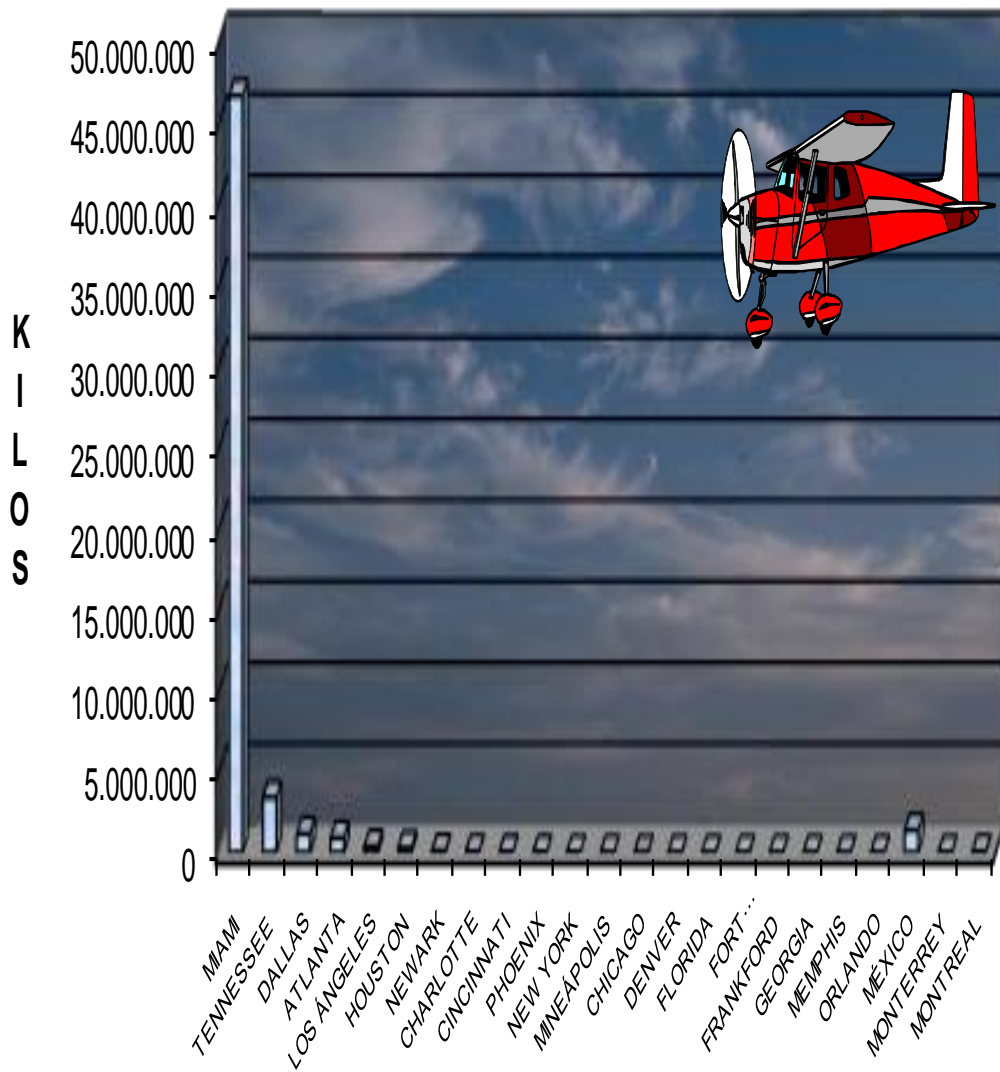 50.000.000
45.000.000
40.000.000
35.000.000
30.000.000
25.000.000
20.000.000
15.000.000
10.000.000
5.000.000
0
K
I
L
O
S
MIAMI
TENNESSEE
DALLAS
ATLANTA
LOS ÁNGELES
HOUSTON
NEWARK
CHARLOTTE
CINCINNATI
PHOENIX
NEW YORK
MINEÁPOLIS
CHICAGO
DENVER
FLORIDA
FORT...
FRANKFORD
GEORGIA
MEMPHIS
ORLANDO
MÉXICO
MONTERREY
MONTREAL